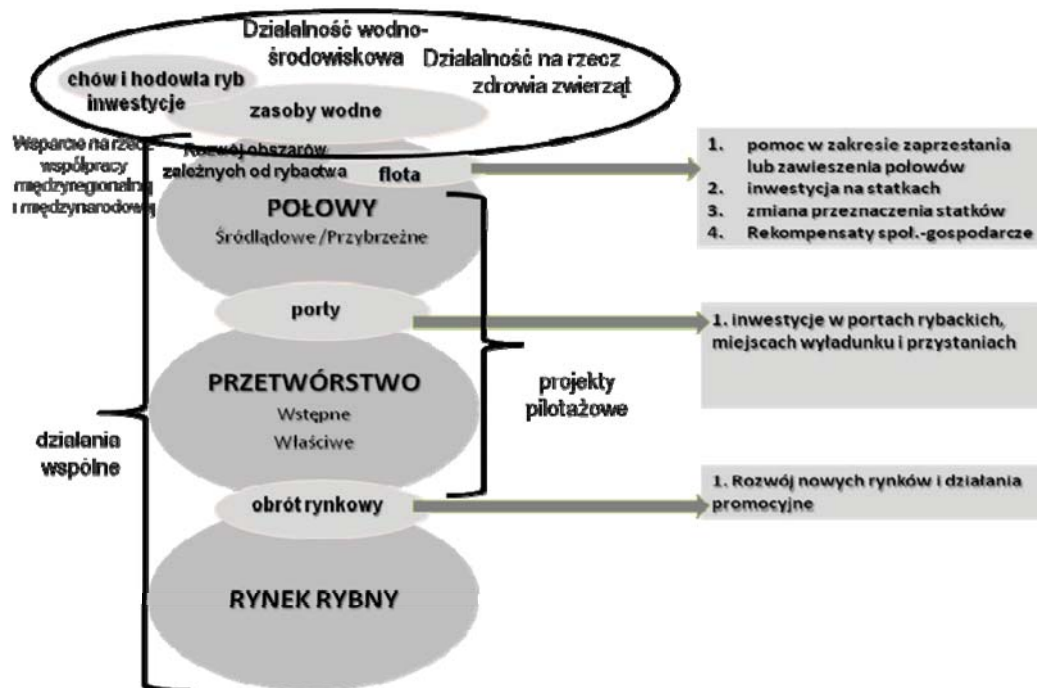 Działalność wodno-
środowiskowa
Działalność na rzecz
zdrowia zwierząt
chów i hodowla ryb
inwestycje
zasoby wodne
Wsparcie na rzecz
współpracy
międzyregionalną
i międzynarodowej
Rozwój obszarów
zależnych od rybactwa
flota
POŁOWY
Śródlądowe /Przybrzeżne
1. pomoc w zakresie zaprzestania
lub zawieszenia połowów
2. inwestycja na statkach
3. zmiana przeznaczenia statków
4. Rekompensaty społ.-gospodarcze
porty
1. inwestycje w portach rybackich,
miejscach wyładunku i przystaniach
PRZETWÓRSTWO
Wstępne
Właściwe
projekty
pilotażowe
działania
wspólne
obrót rynkowy
1. Rozwój nowych rynków i działania
promocyjne
RYNEK RYBNY